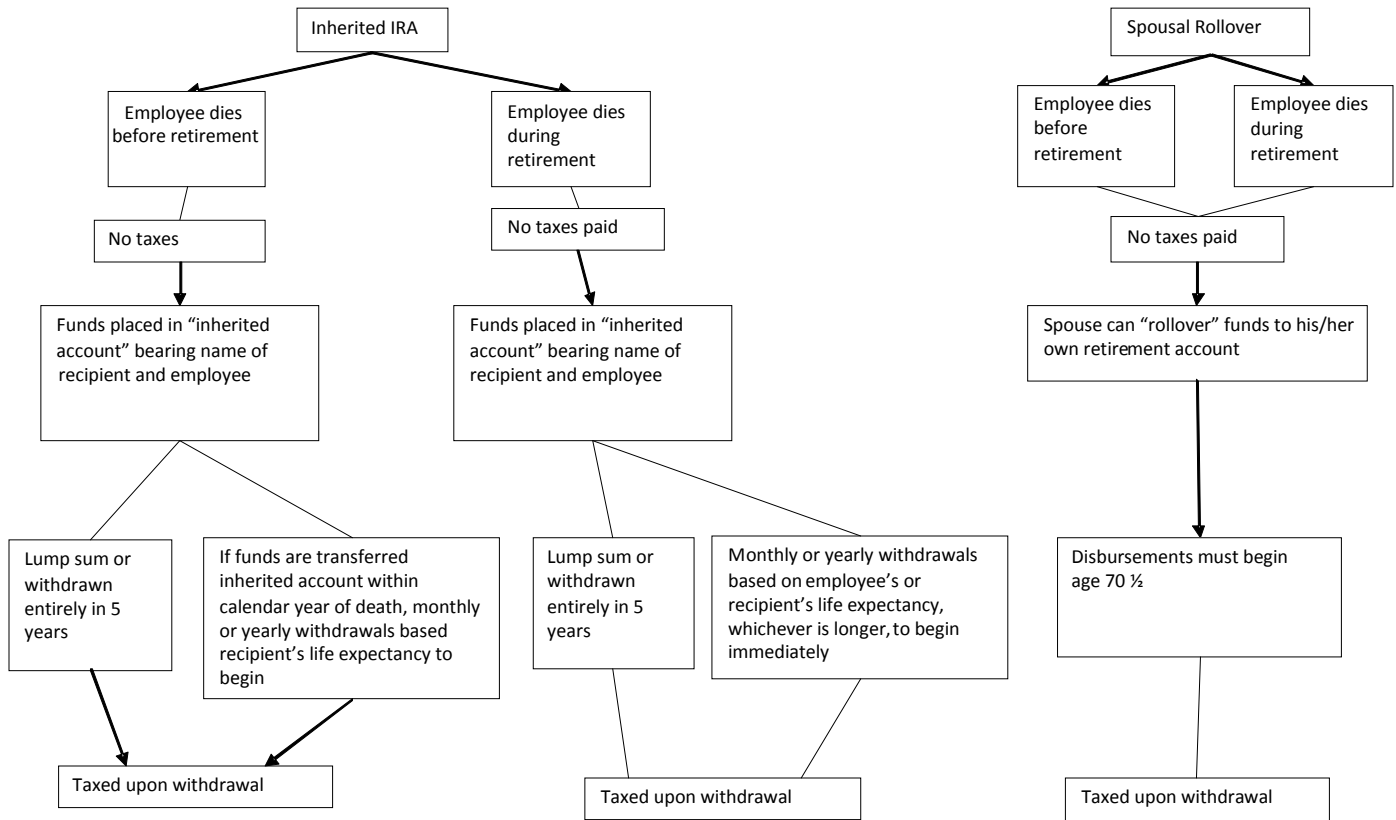 Inherited IRA
Employee dies
before retirement
No taxes
Funds placed in “inherited
account” bearing name of
recipient and employee
Lump sum or
withdrawn
entirely in 5
years
If funds are transferred
inherited account within
calendar year of death, monthly
or yearly withdrawals based
recipient’s life expectancy to
begin
Taxed upon withdrawal
Employee dies
during
retirement
No taxes paid
Funds placed in “inherited
account” bearing name of
recipient and employee
Lump sum or
withdrawn
entirely in 5
years
Monthly or yearly withdrawals
based on employee’s or
recipient’s life expectancy,
whichever is longer, to begin
immediately
Taxed upon withdrawal
Spousal Rollover
Employee dies
before
retirement
Employee dies
during
retirement
No taxes paid
Spouse can “rollover” funds to his/her
own retirement account
Disbursements must begin
age 70 ½
Taxed upon withdrawal